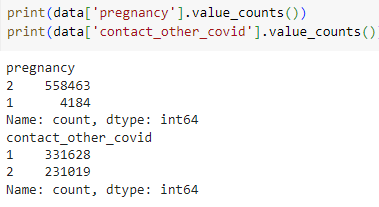 print(data['pregnancy'].value_counts())
print(data['contact_other_covid'].value_counts()
pregnancy
2    558463
1      4184
Name: count, dtype: int64
contact_other_covid
1    331628
2    231019
Name: count, dtype: int64